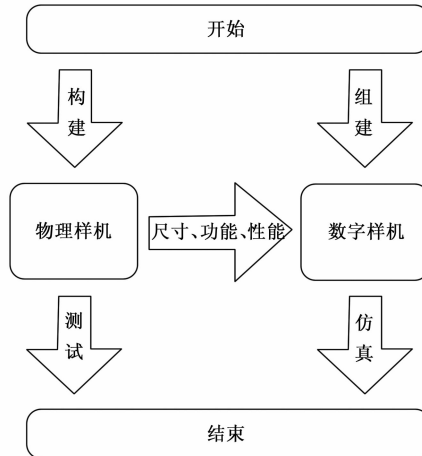 开始
构建
组建
物理样机
尺寸、功能、性能
数字样机
测试
仿真
结束